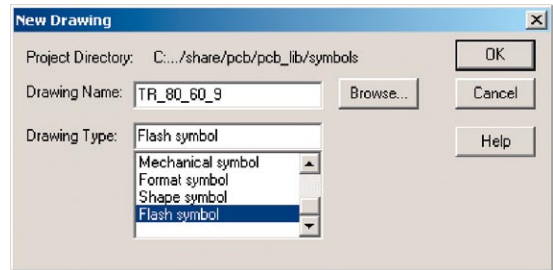 New Drawing
Project Directory: C:.../share/pcb/pcb_lib/symbols
OK
Drawing Name: TR_80_60_9 Browse... Cancel
Drawing Type: Flash symbol Help
Mechanical symbol
Format symbol
Shape symbol
Flash symbol